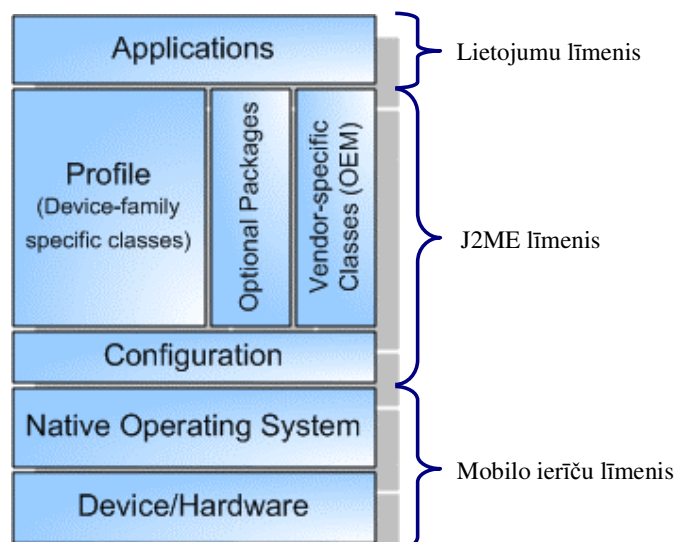 Applications
Lietojumu līmenis
Profile
(Device-family
specific classes)
Optional Packages
Vendor-specific
Classes (OEM)
J2ME līmenis
Configuration
Native Operating System
Device/Hardware
Mobilo ierīču līmenis